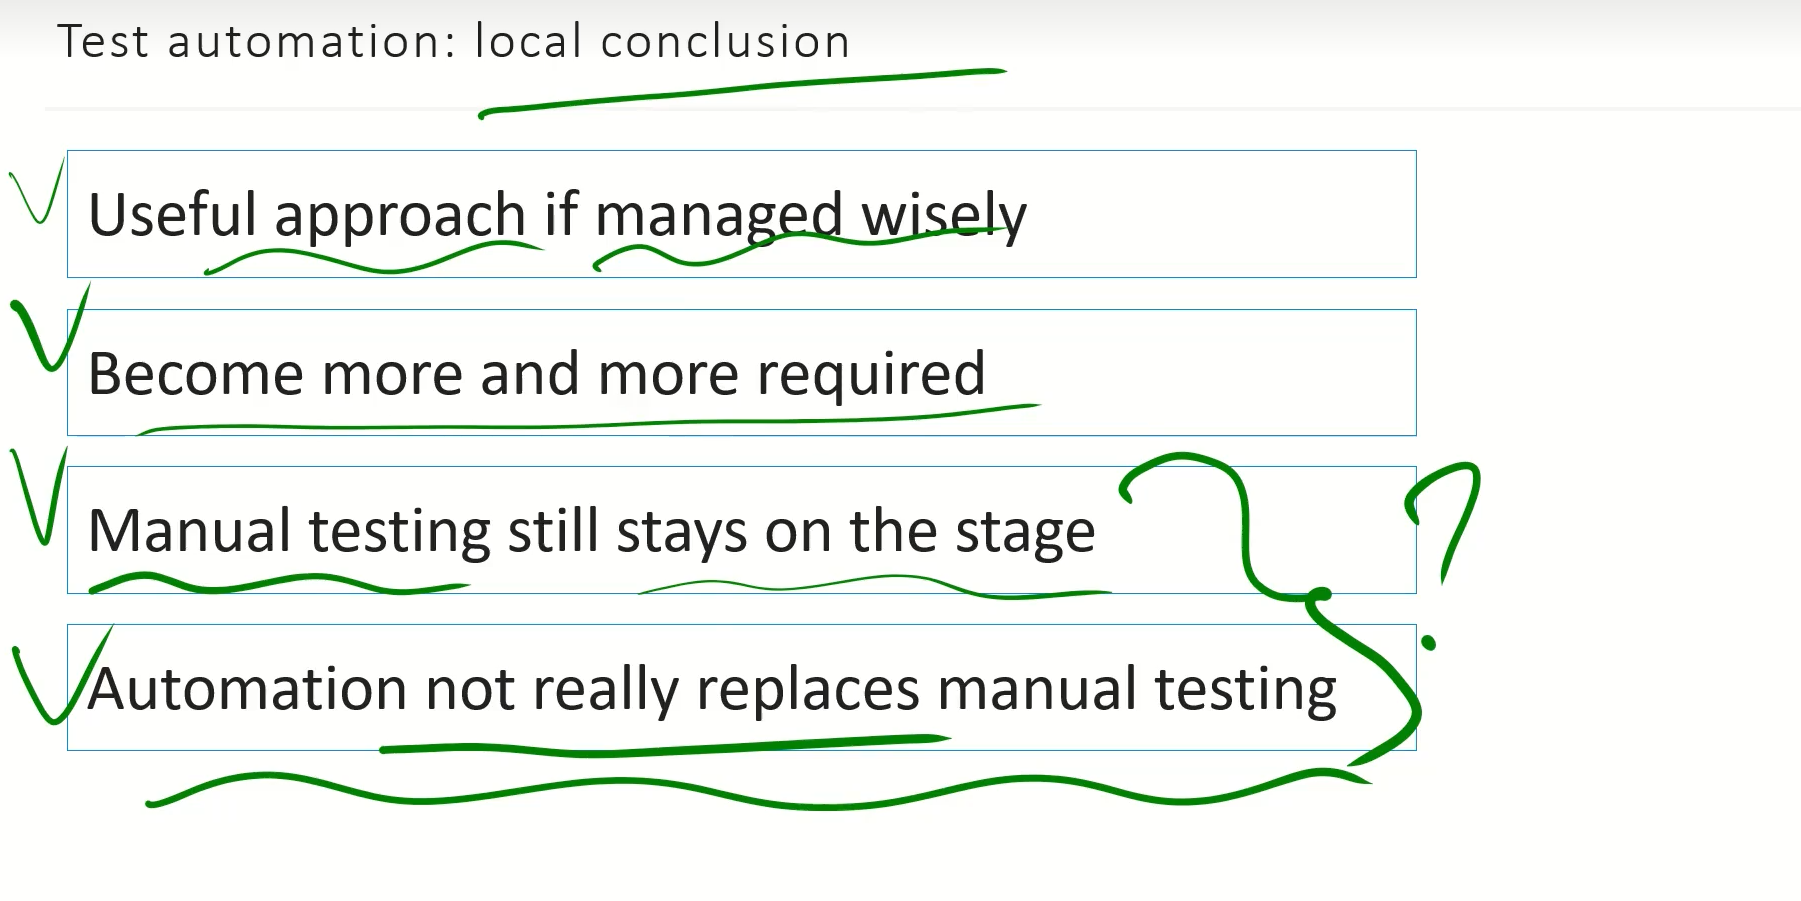 Test automation: local conclusion
Useful approach if managed wisely
Become more and more required
Manual testing still stays on the stage
Automation not really replaces manual testing
?